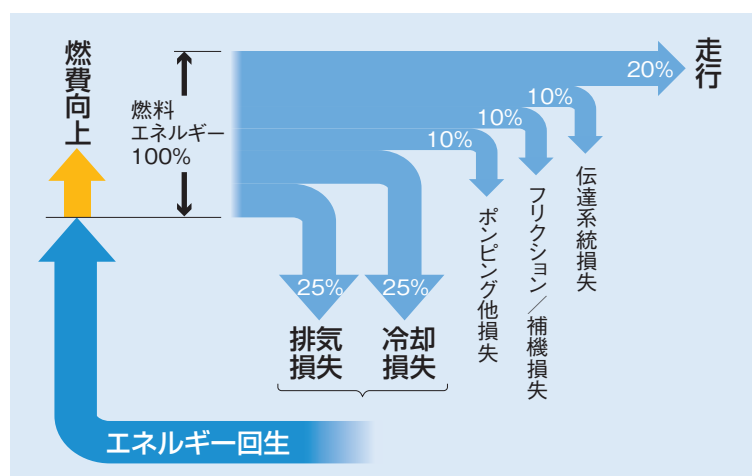 燃費向上
燃料
エネルギー
100%
走行
20%
10%
伝達系統損失
10%
フリクション／補機損失
10%
ポンピング他損失
25%
排気
損失
25%
冷却
損失
エネルギー回生